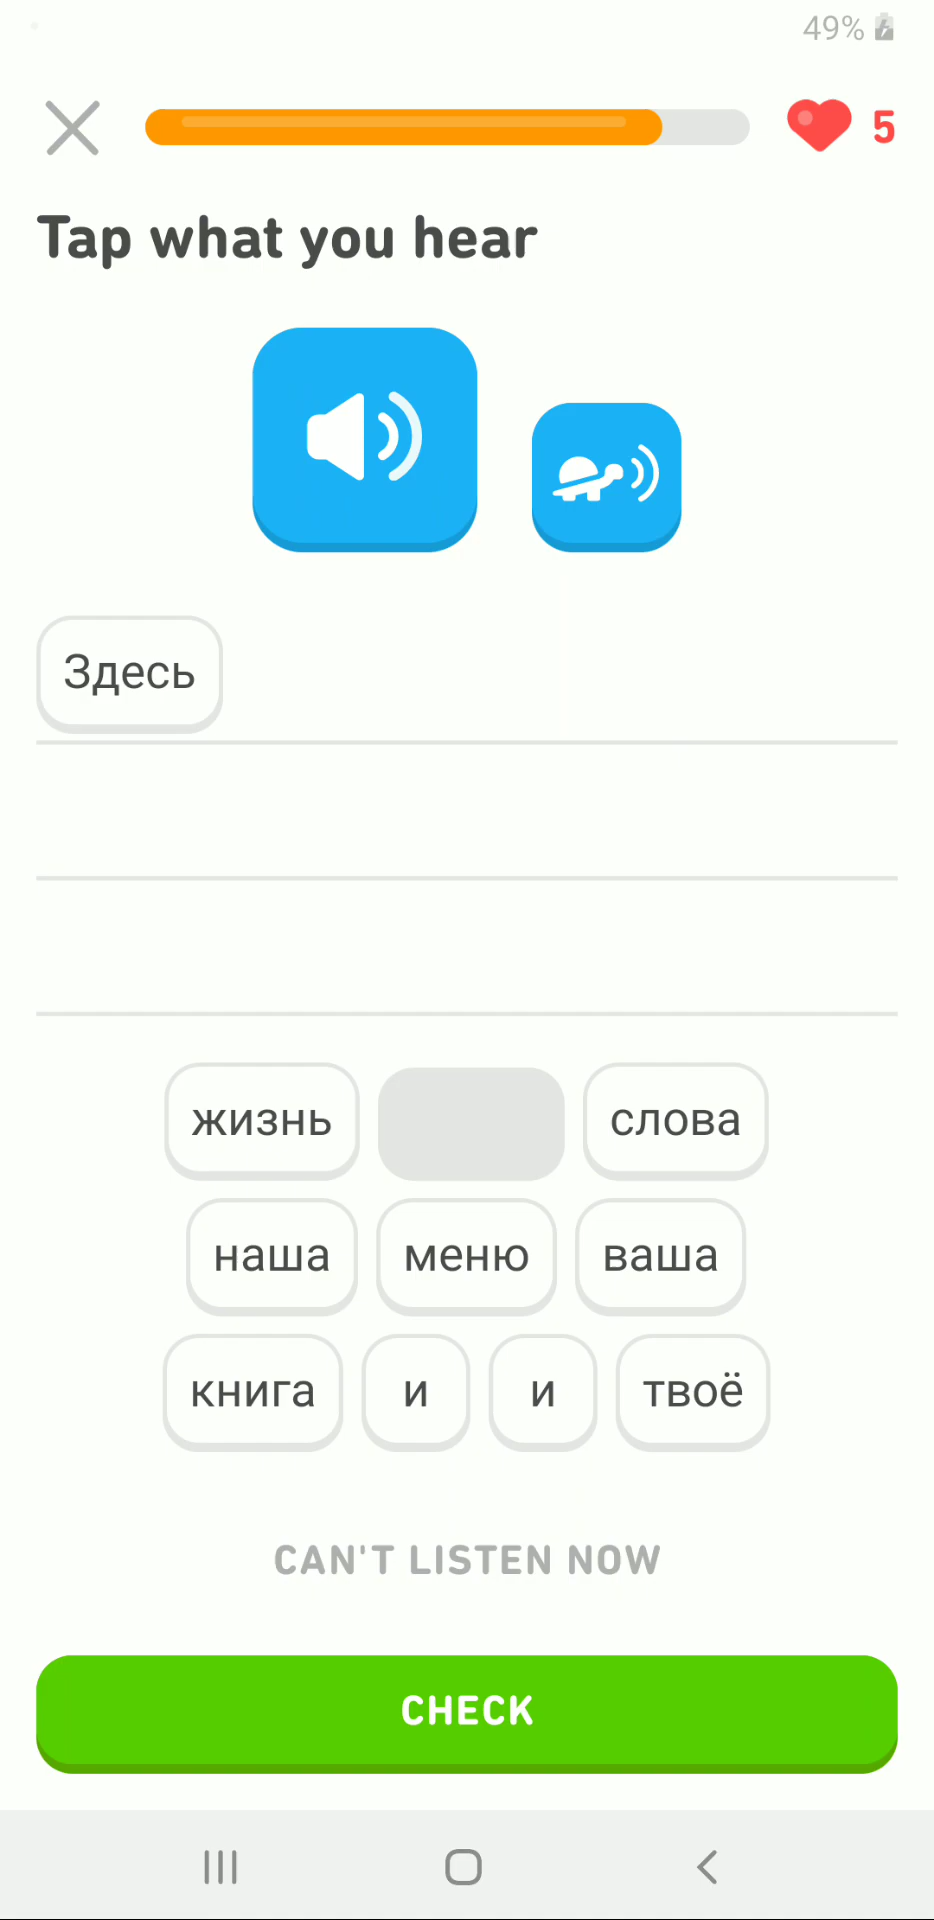 49%
5
Tap what you hear
Здесь
жизнь слова
наша меню ваша
книга и и твоё
CAN'T LISTEN NOW
CHECK